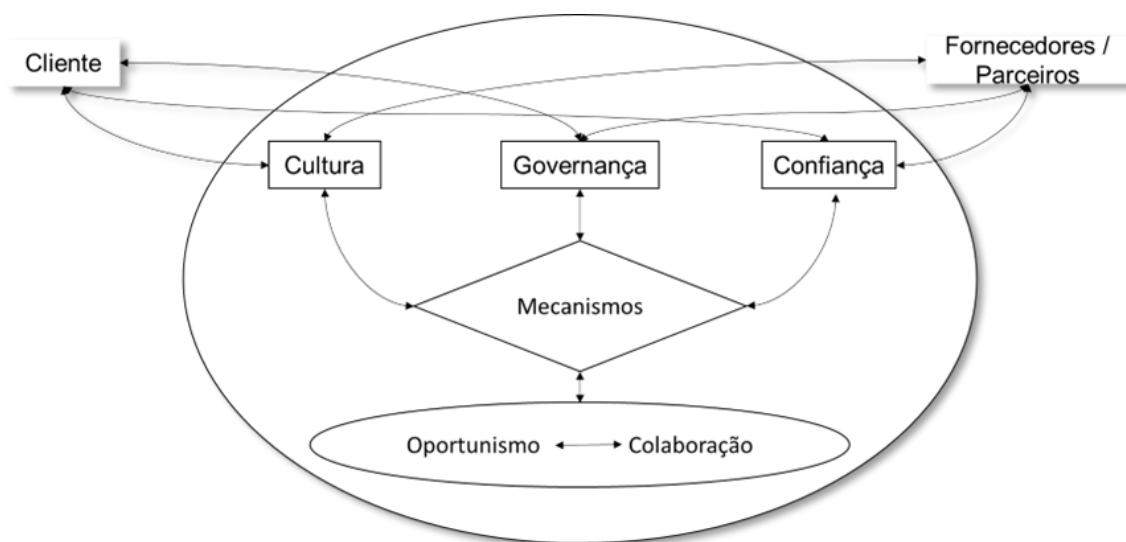 Cliente
Fornecedores /
Parceiros
Cultura
Governança
Confiança
Mecanismos
Oportunismo
Colaboração